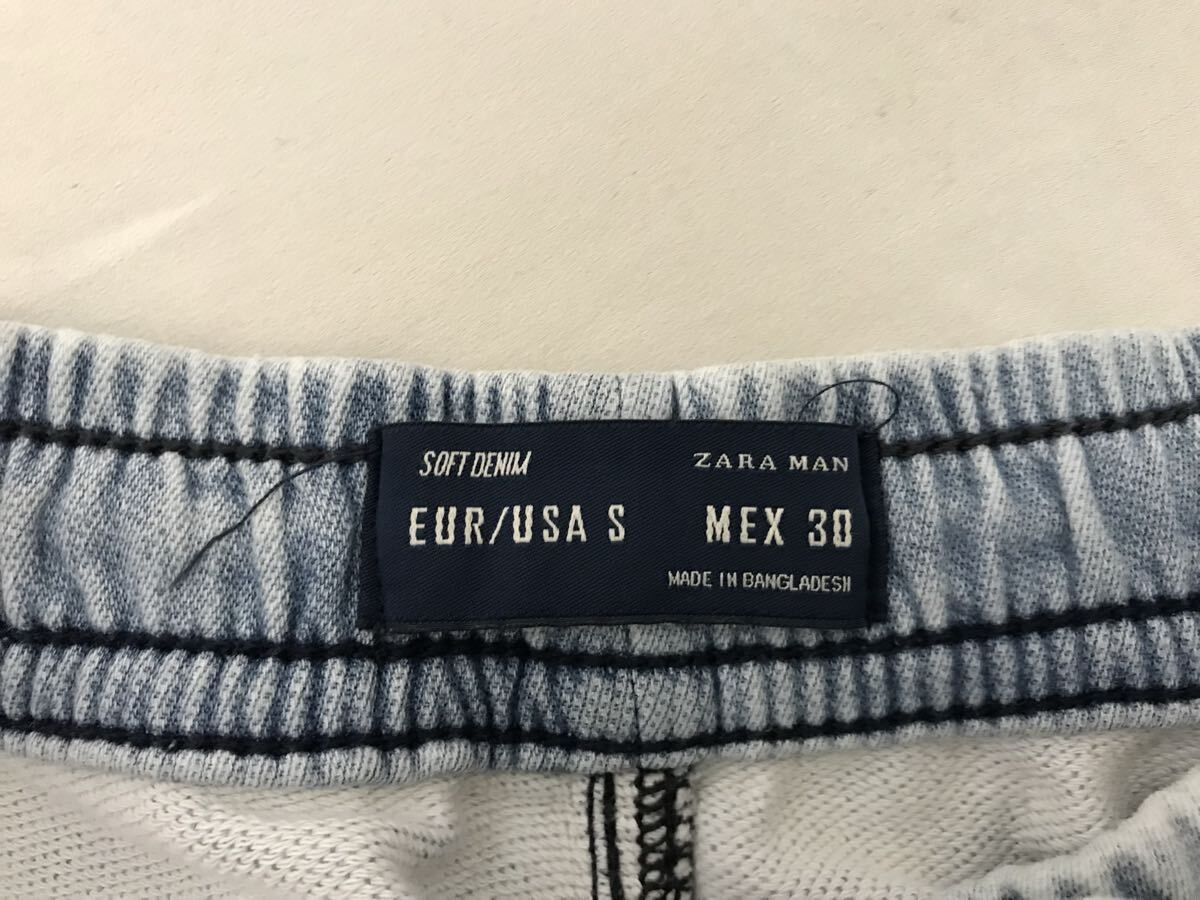 SOFT DENIM ZARA MAN
EUR/USA S MEX 30
MADE IN BANGLADESH